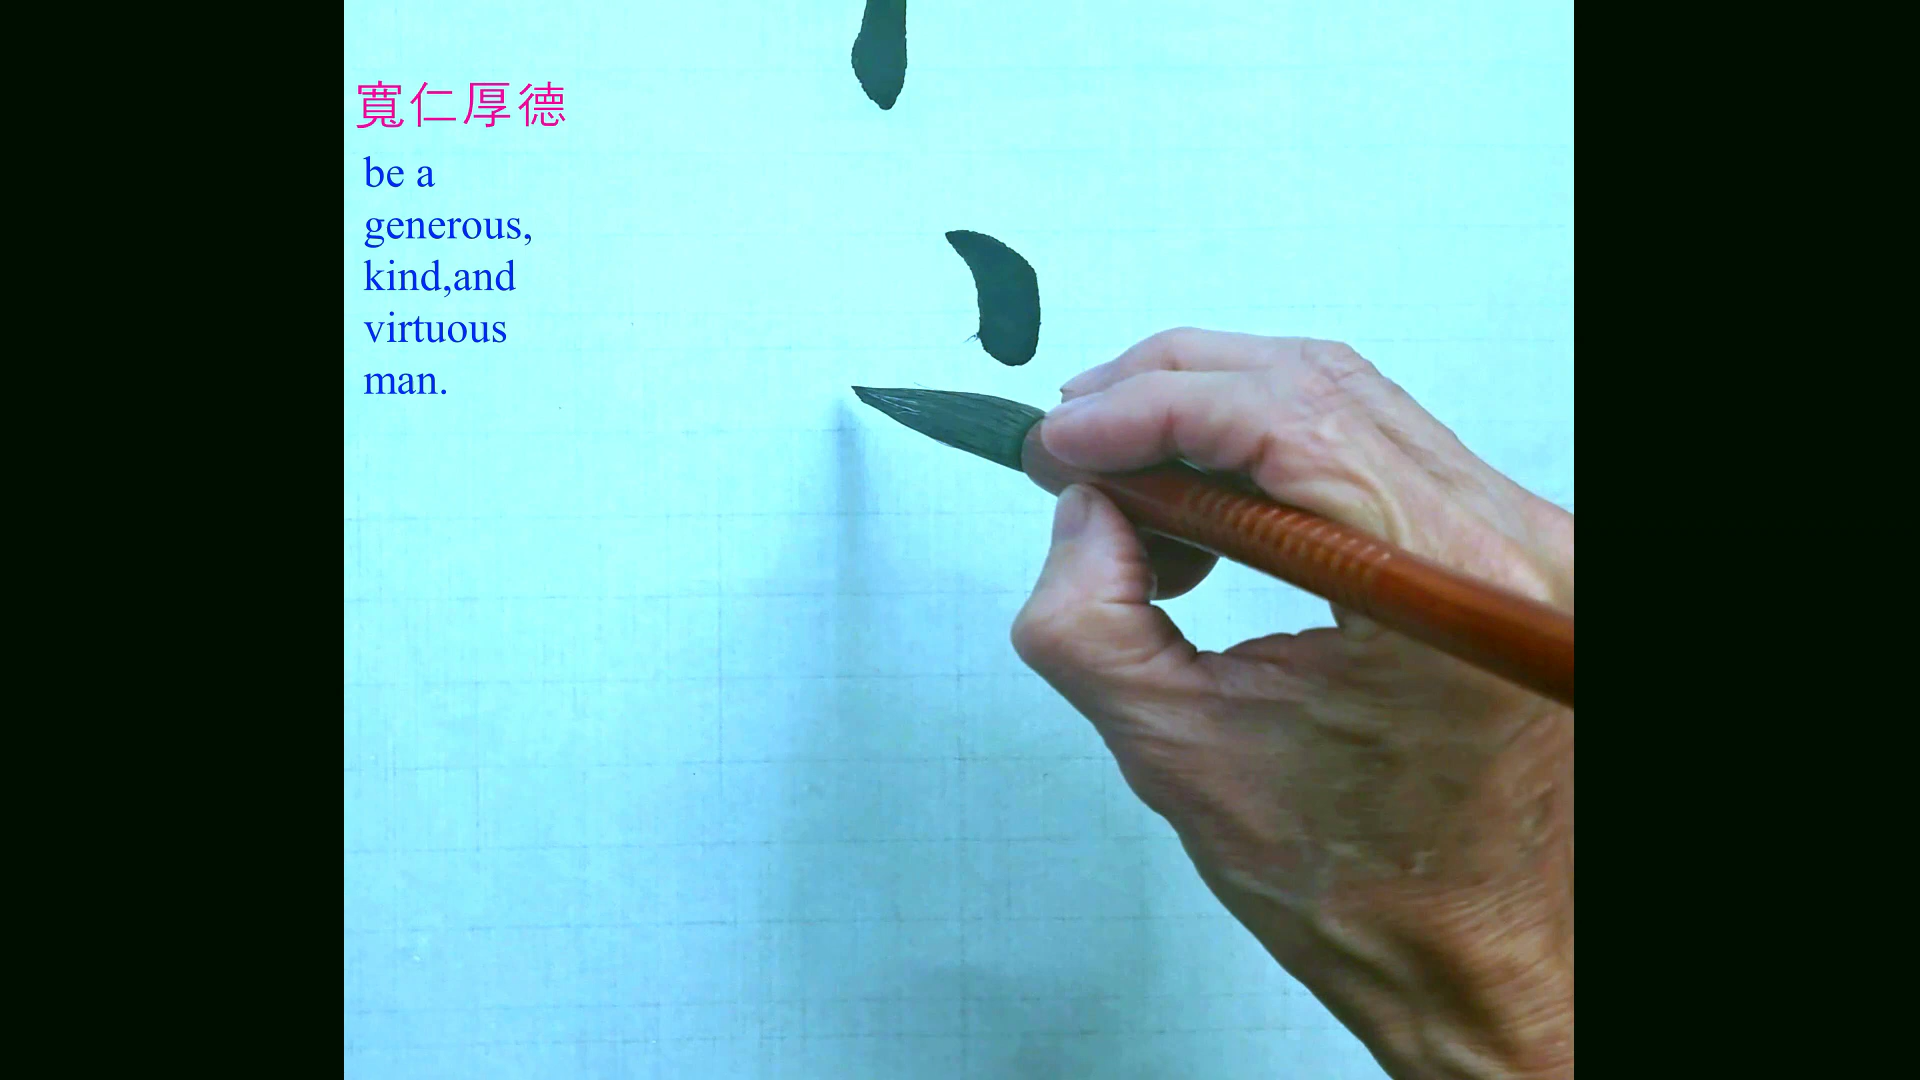 寬仁厚德
be a
generous,
kind,and
virtuous
man.